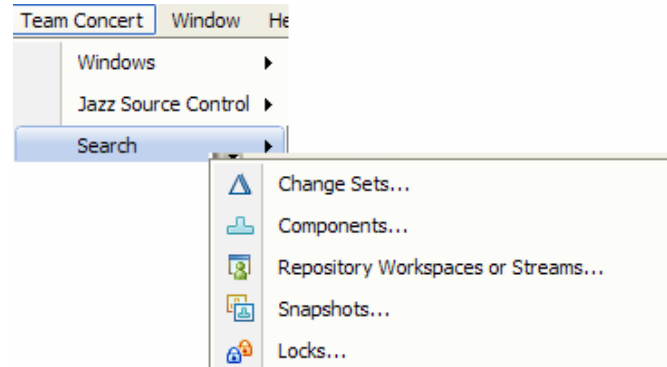 Team Concert Window He
Windows
Jazz Source Control
Search
Change Sets...
Components...
Repository Workspaces or Streams...
Snapshots...
Locks...